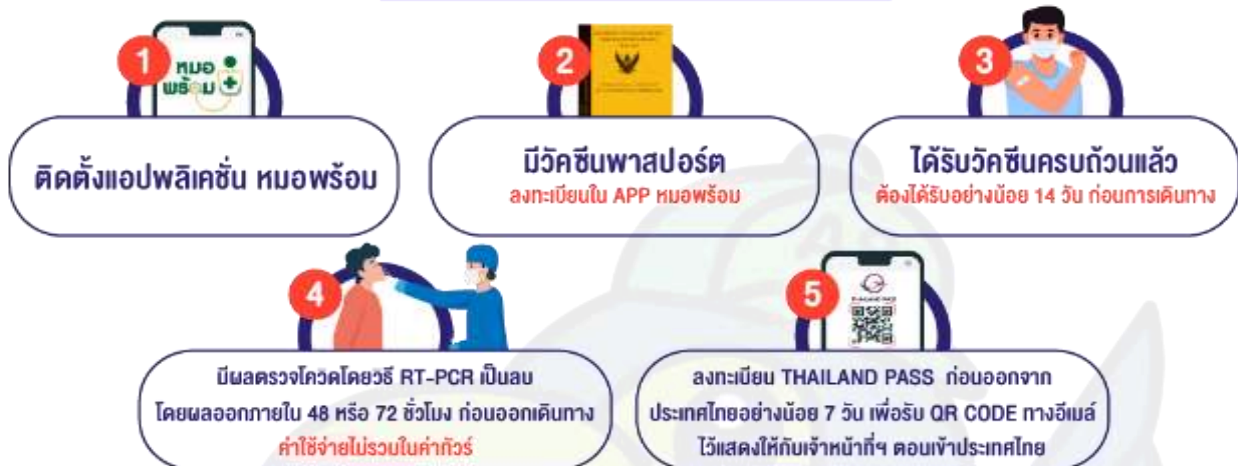 1
หมอ
พร้อม
ติดตั้งแอปพลิเคชั่น หมอพร้อม
2
มีวัคซีนพาสปอร์ต
ลงทะเบียนใน APP หมอพร้อม
3
ได้รับวัคซีนครบถ้วนแล้ว
ต้องได้รับอย่างน้อย 14 วัน ก่อนการเดินทาง
4
มีผลตรวจโควิดโดยวิธี RT-PCR เป็นลบ
โดยผลออกภายใน 48 หรือ 72 ชั่วโมง ก่อนออกเดินทาง
ค่าใช้จ่ายไม่รวมในค่าทัวร์
5
THAILAND PASS
ลงทะเบียน THAILAND PASS ก่อนออกจาก
ประเทศไทยอย่างน้อย 7 วัน เพื่อรับ QR CODE ทางอีเมล์
ไว้แสดงให้กับเจ้าหน้าที่ฯ ตอนเข้าประเทศไทย